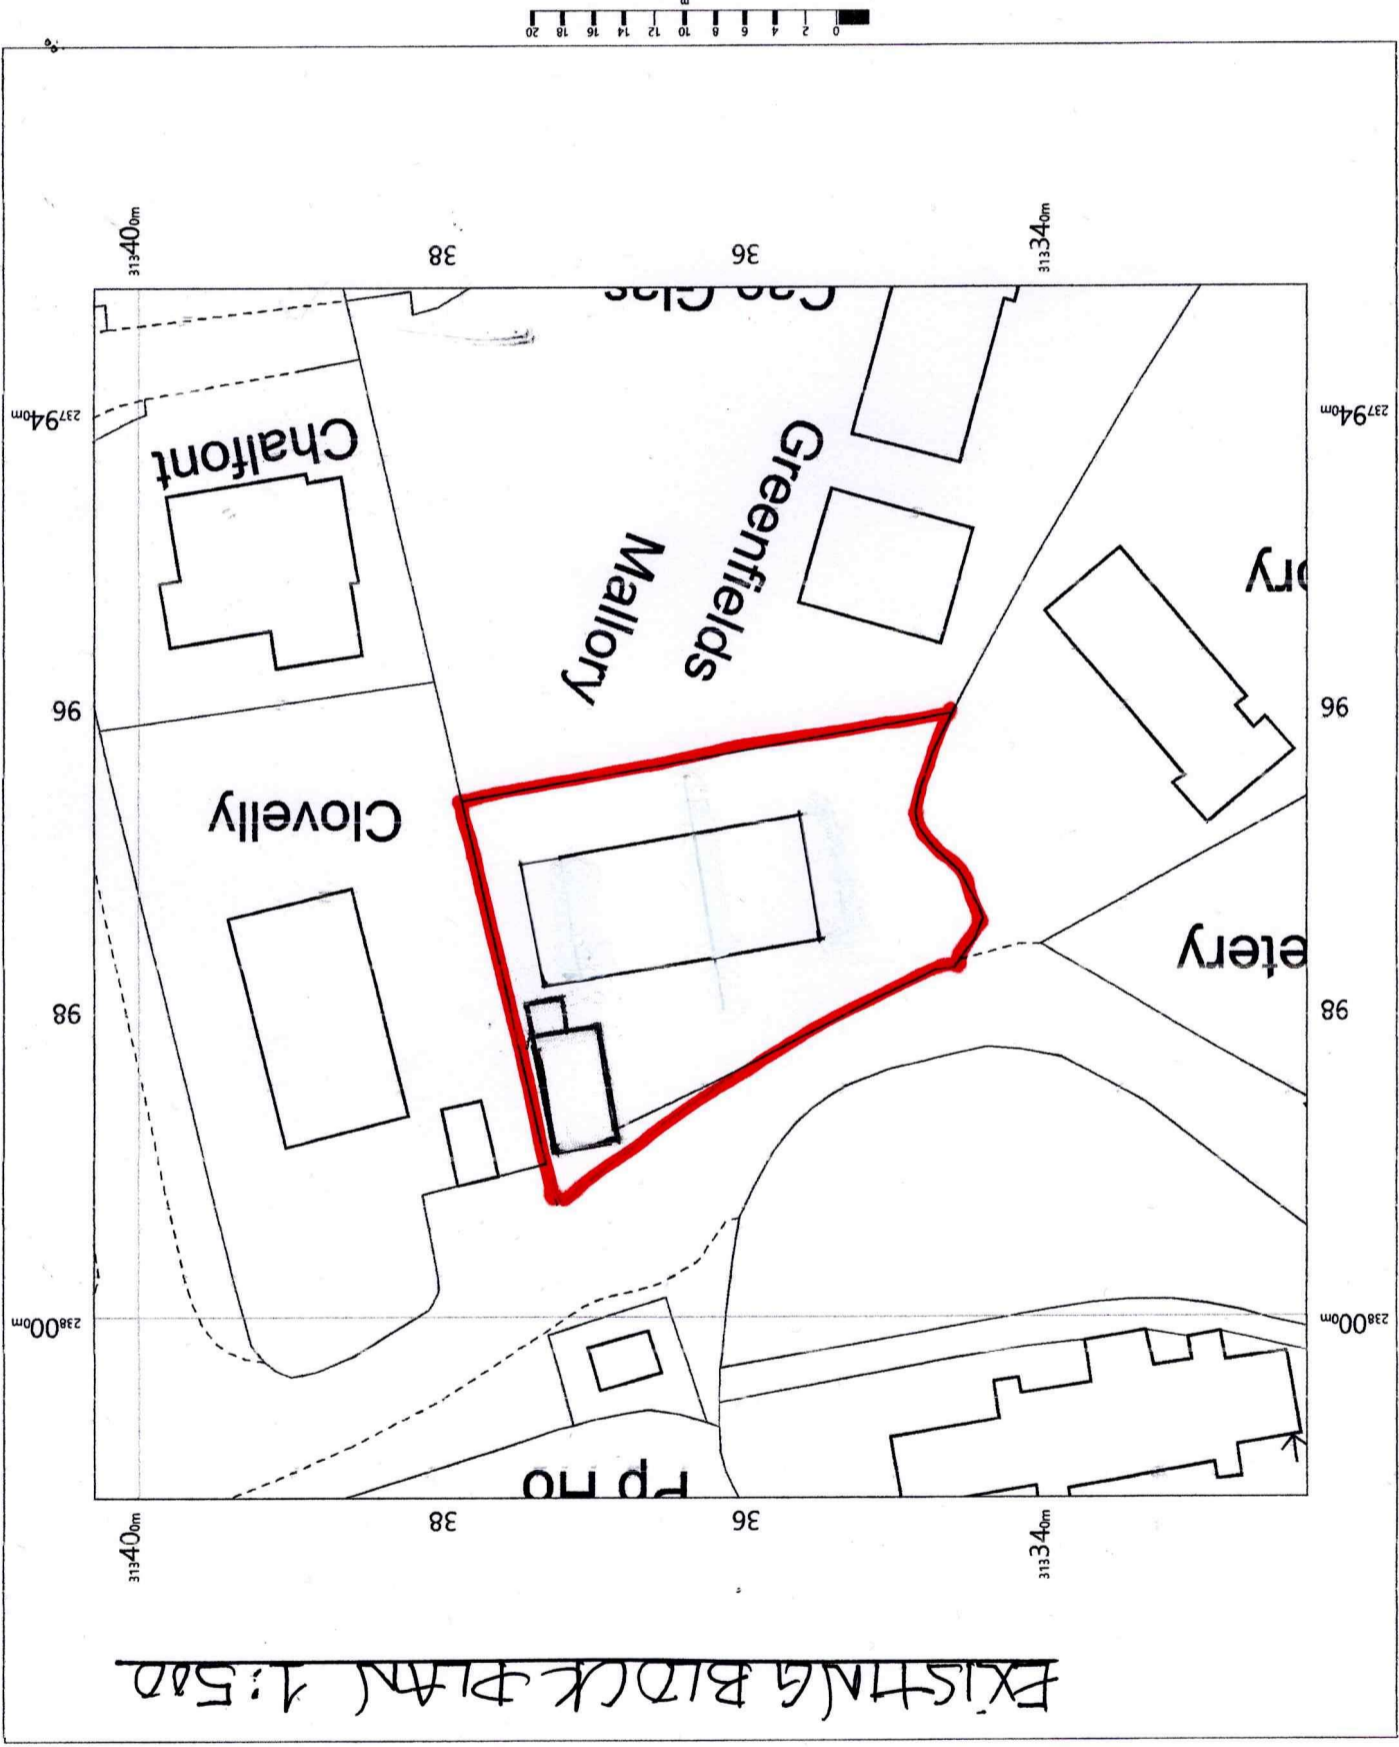 EXISTING BLOCK PLAN 1:500
313340m 36 38 313400m
Pp Ho
238000m 238000m
98 98
etery
Clovelly
96 96
Mallory
Greenfields
ory
Chalfont
237940m 237940m
Cae Glas
313340m 36 38 313400m
0 2 4 6 8 10 12 14 16 18 20